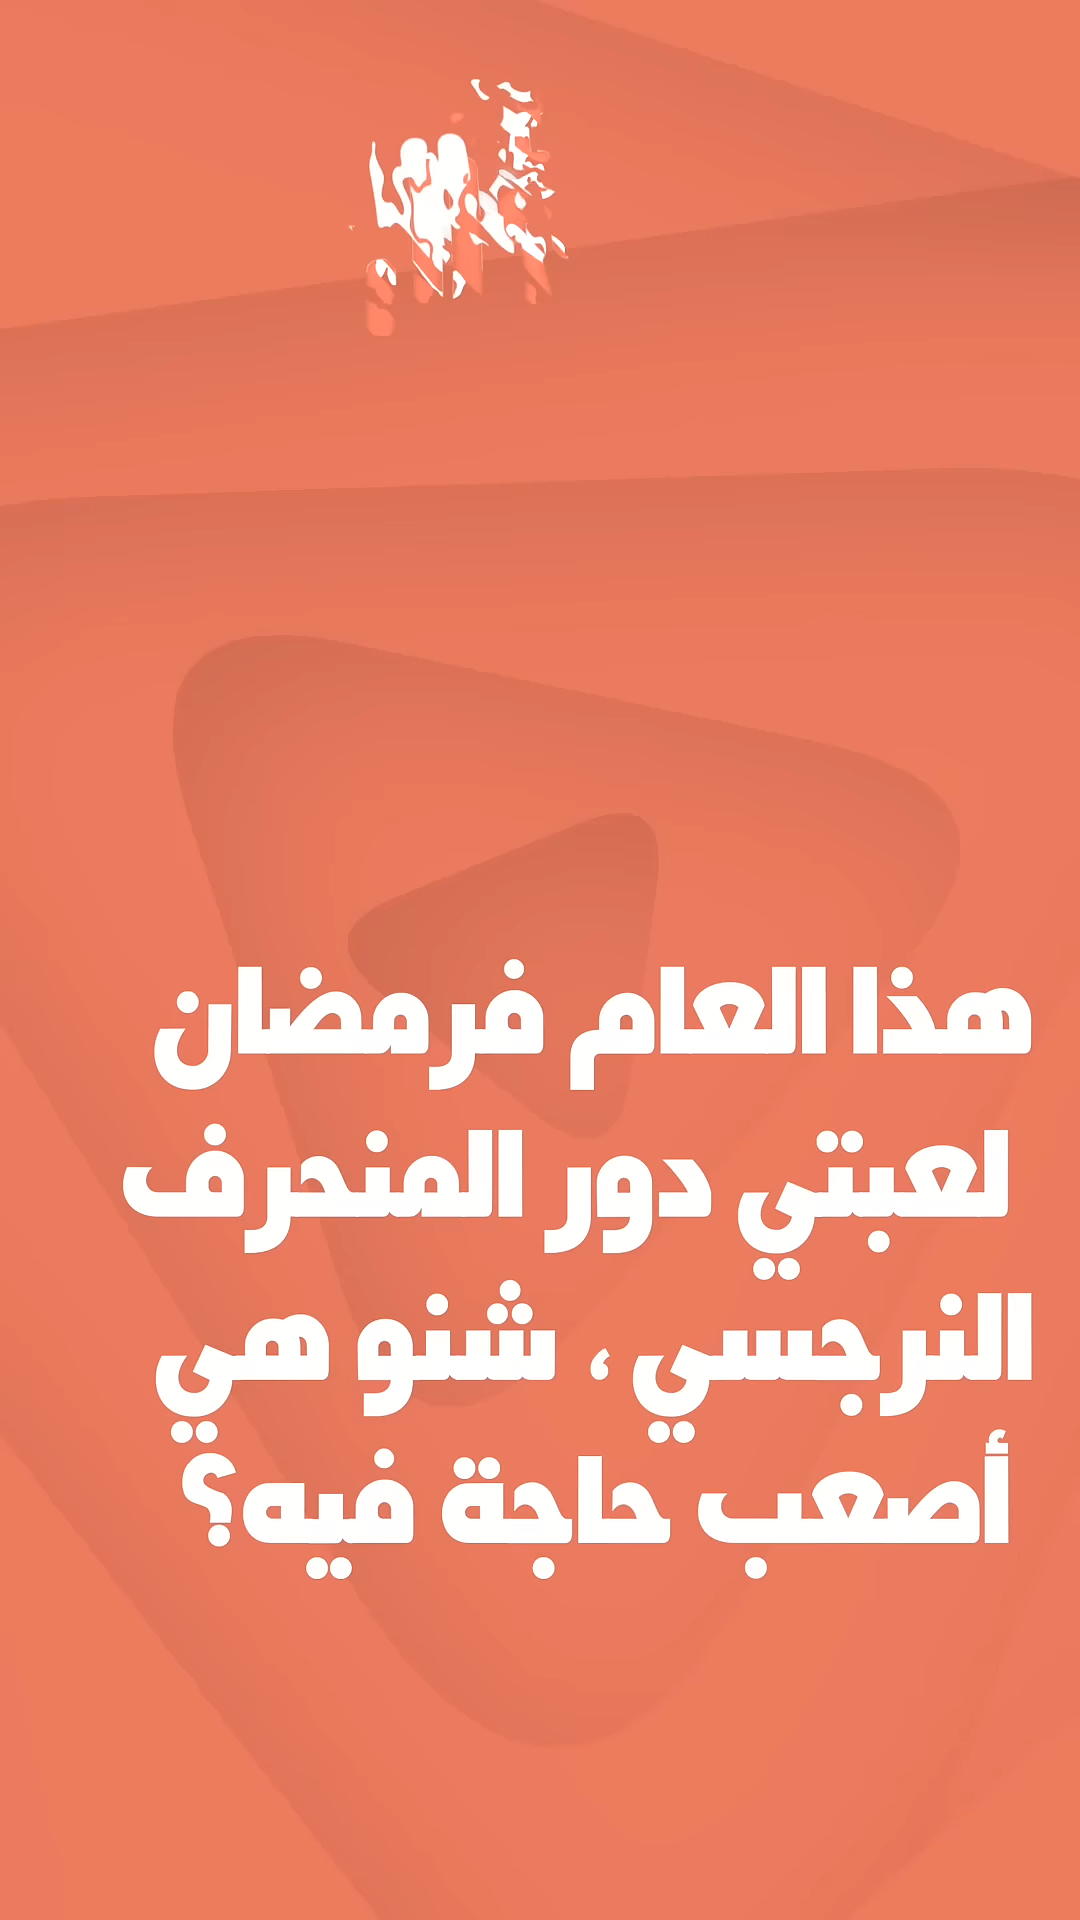 هذا العام فرمضان
لعبتي دور المنحرف
النرجسي، شنو هي
أصعب حاجة فيه؟